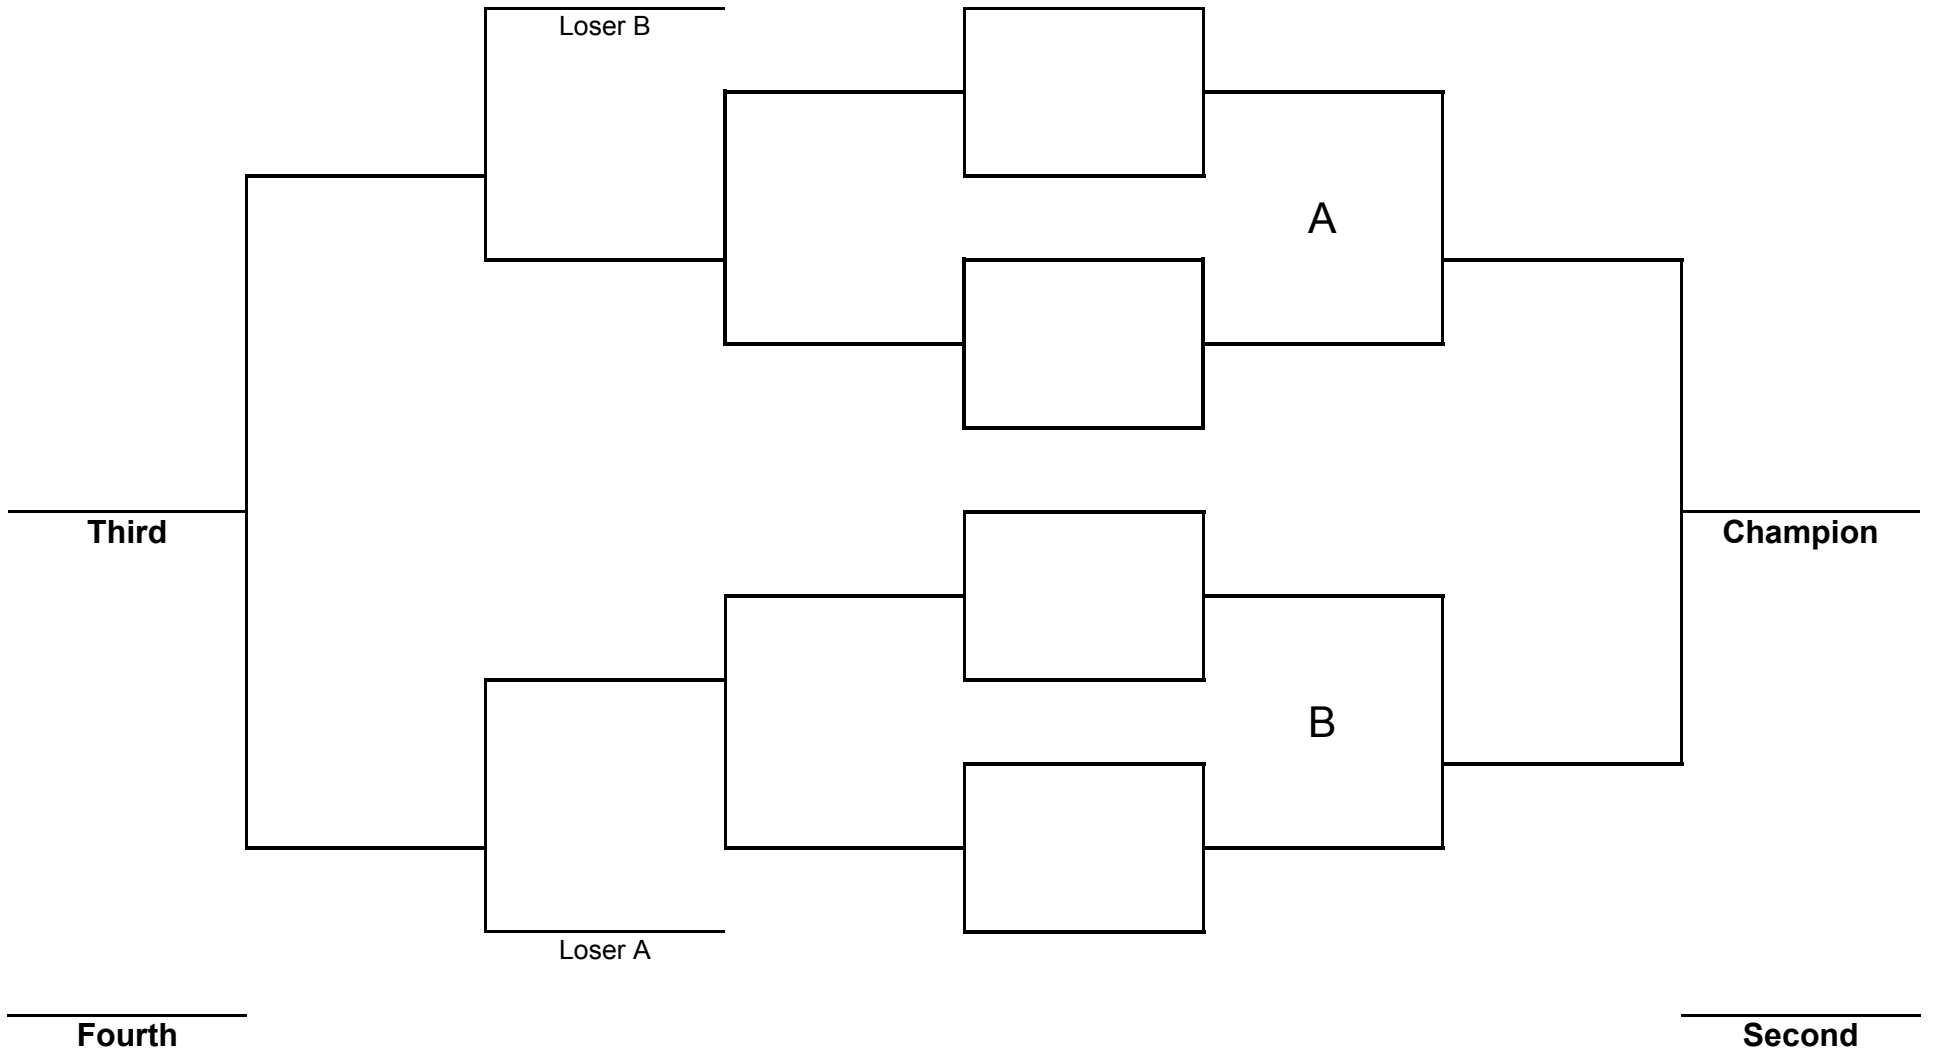 Loser B
A
Third
Champion
B
Loser A
Fourth
Second